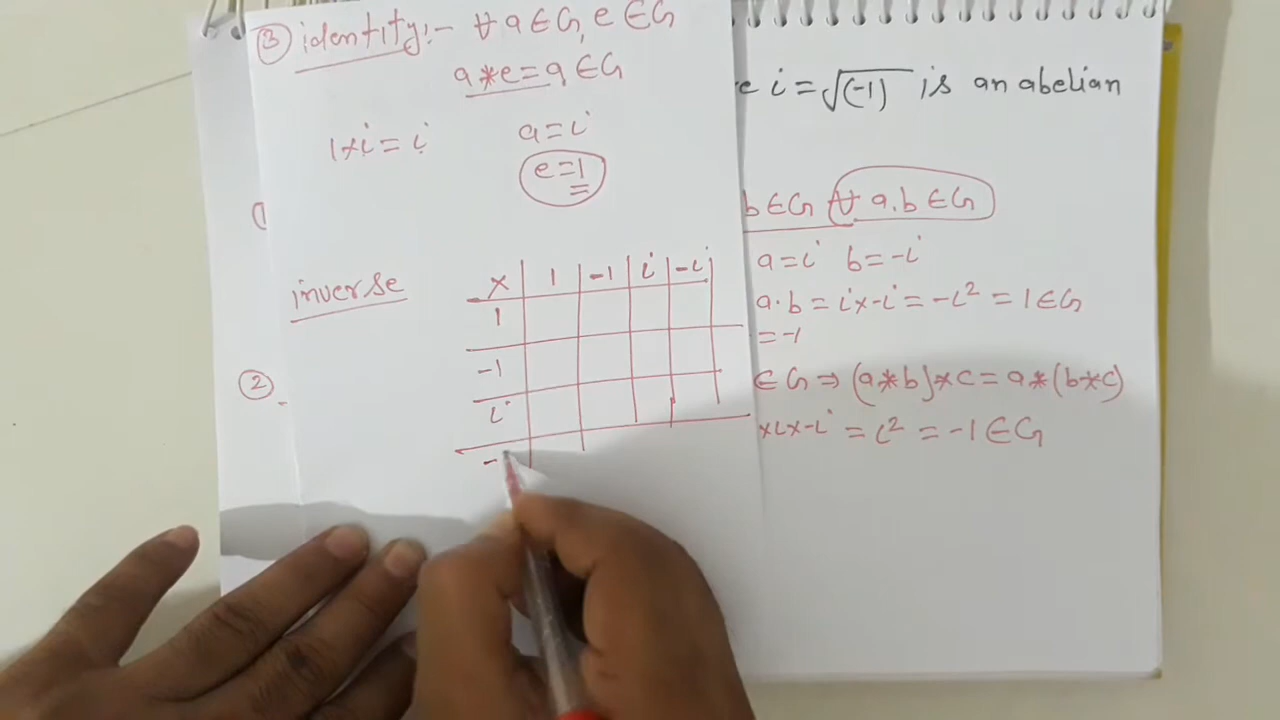 ③ identity:- ∀ a∈G, e∈G
a*e=a∈G
1×i=i a=i
e=1
inverse
× 1 -1 i -i
1
-1
i
-
i=√(-1) is an abelian
(1
b∈G ∀ a.b∈G
a=i b=-i
a.b = i×-i = -i² = 1∈G
=-1
②
∈G ⇒ (a*b)*c=a*(b*c)
×i×-i = i² = -1∈G